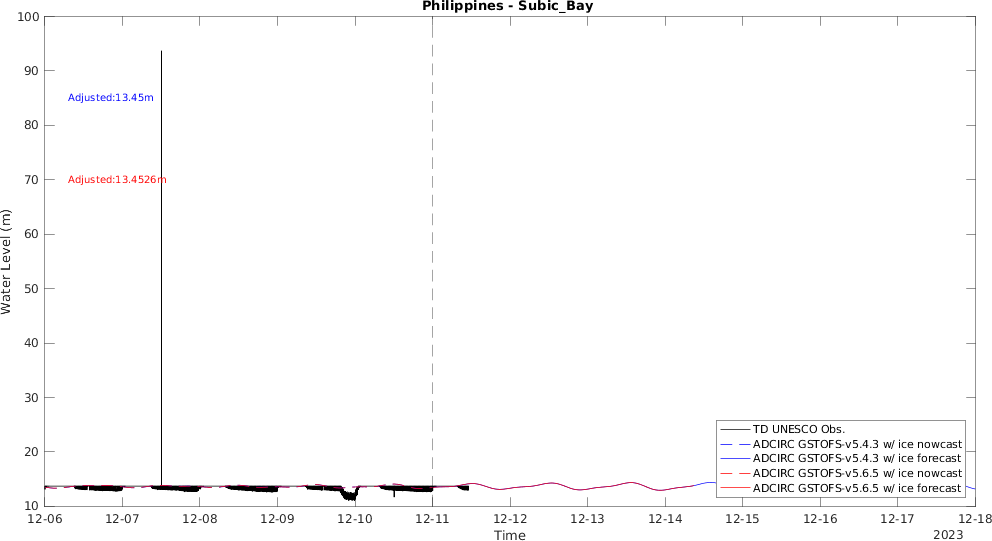 Philippines - Subic_Bay
100
90
80
70
60
50
40
30
20
10
Water Level (m)
Adjusted:13.45m
Adjusted:13.4526m
TD UNESCO Obs.
ADCIRC GSTOFS-v5.4.3 w/ ice nowcast
ADCIRC GSTOFS-v5.4.3 w/ ice forecast
ADCIRC GSTOFS-v5.6.5 w/ ice nowcast
ADCIRC GSTOFS-v5.6.5 w/ ice forecast
12-06 12-07 12-08 12-09 12-10 12-11 12-12 12-13 12-14 12-15 12-16 12-17 12-18
Time
2023